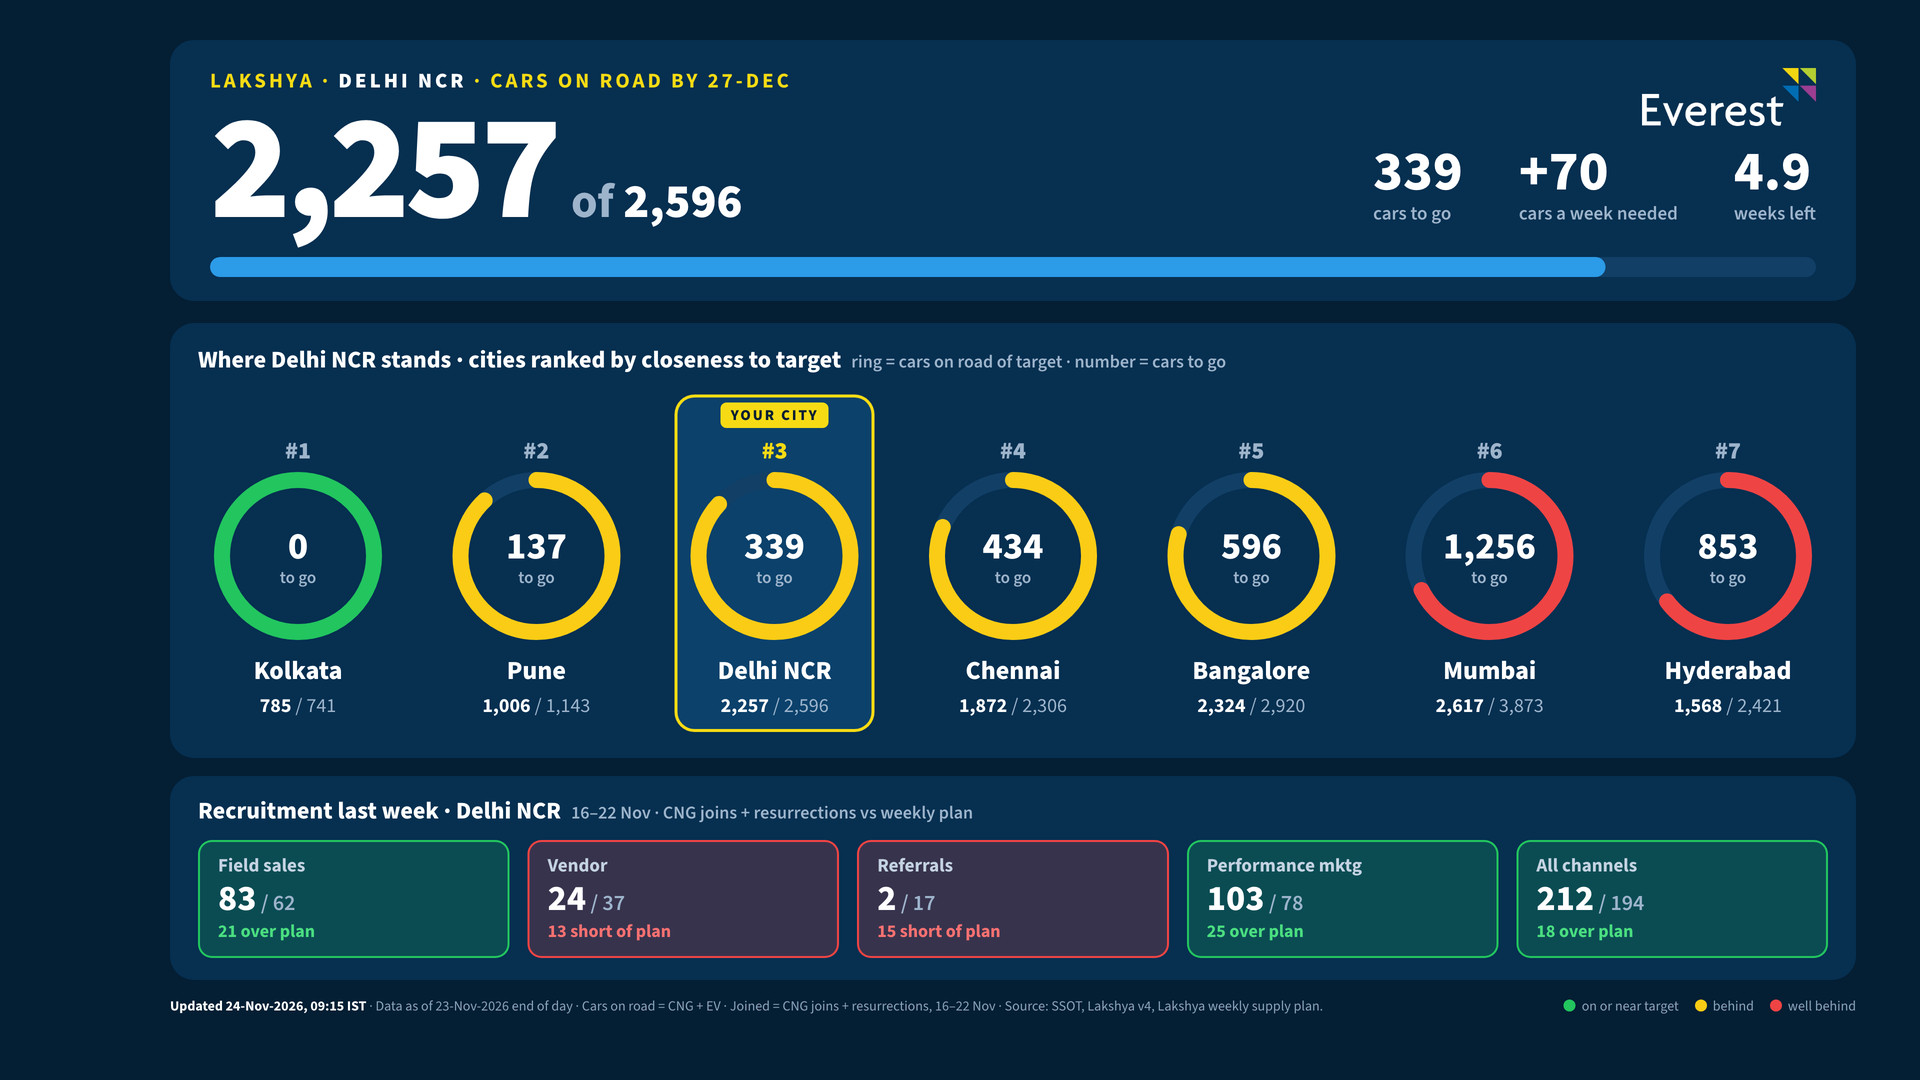 LAKSHYA · DELHI NCR · CARS ON ROAD BY 27-DEC
Everest
2,257 of 2,596
339
cars to go
+70
cars a week needed
4.9
weeks left
Where Delhi NCR stands · cities ranked by closeness to target ring = cars on road of target · number = cars to go
#1
0
to go
Kolkata
785 / 741
#2
137
to go
Pune
1,006 / 1,143
YOUR CITY
#3
339
to go
Delhi NCR
2,257 / 2,596
#4
434
to go
Chennai
1,872 / 2,306
#5
596
to go
Bangalore
2,324 / 2,920
#6
1,256
to go
Mumbai
2,617 / 3,873
#7
853
to go
Hyderabad
1,568 / 2,421
Recruitment last week · Delhi NCR 16–22 Nov · CNG joins + resurrections vs weekly plan
Field sales
83 / 62
21 over plan
Vendor
24 / 37
13 short of plan
Referrals
2 / 17
15 short of plan
Performance mktg
103 / 78
25 over plan
All channels
212 / 194
18 over plan
Updated 24-Nov-2026, 09:15 IST · Data as of 23-Nov-2026 end of day · Cars on road = CNG + EV · Joined = CNG joins + resurrections, 16–22 Nov · Source: SSOT, Lakshya v4, Lakshya weekly supply plan.
on or near target
behind
well behind